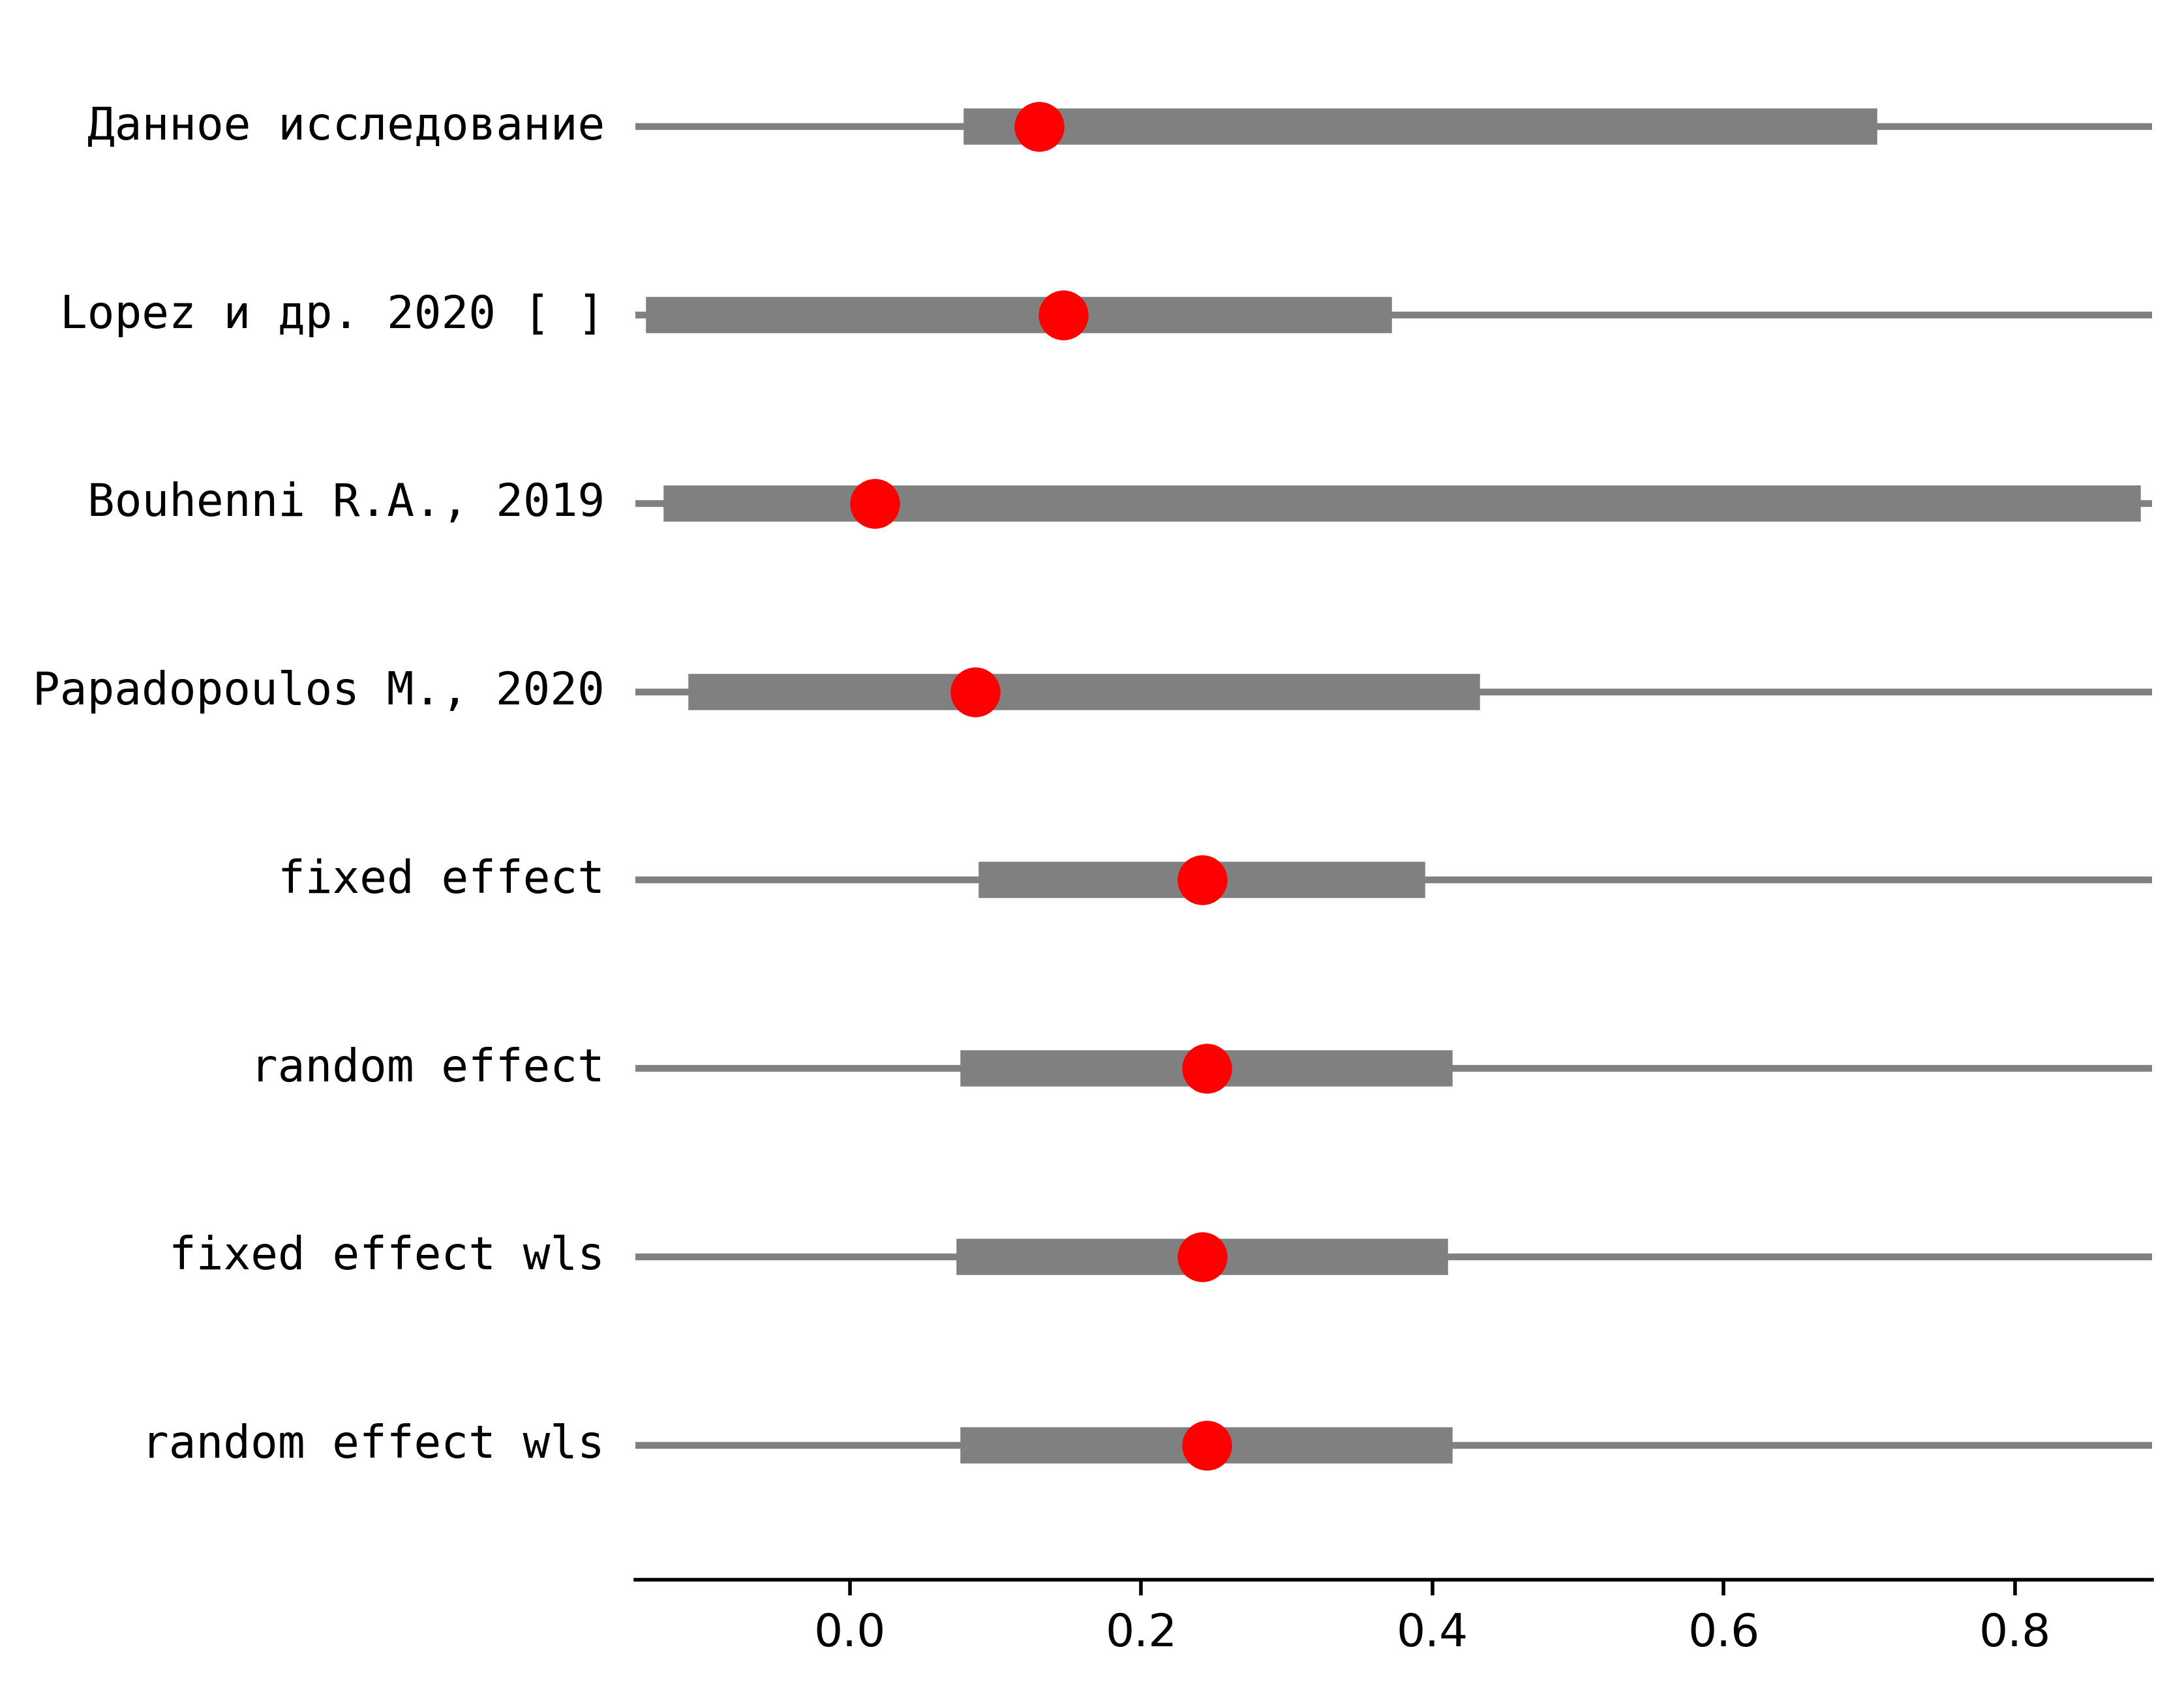 Данное исследование
Lopez и др. 2020 [ ]
Bouhenni R.A., 2019
Papadopoulos M., 2020
fixed effect
random effect
fixed effect wls
random effect wls
0.0 0.2 0.4 0.6 0.8